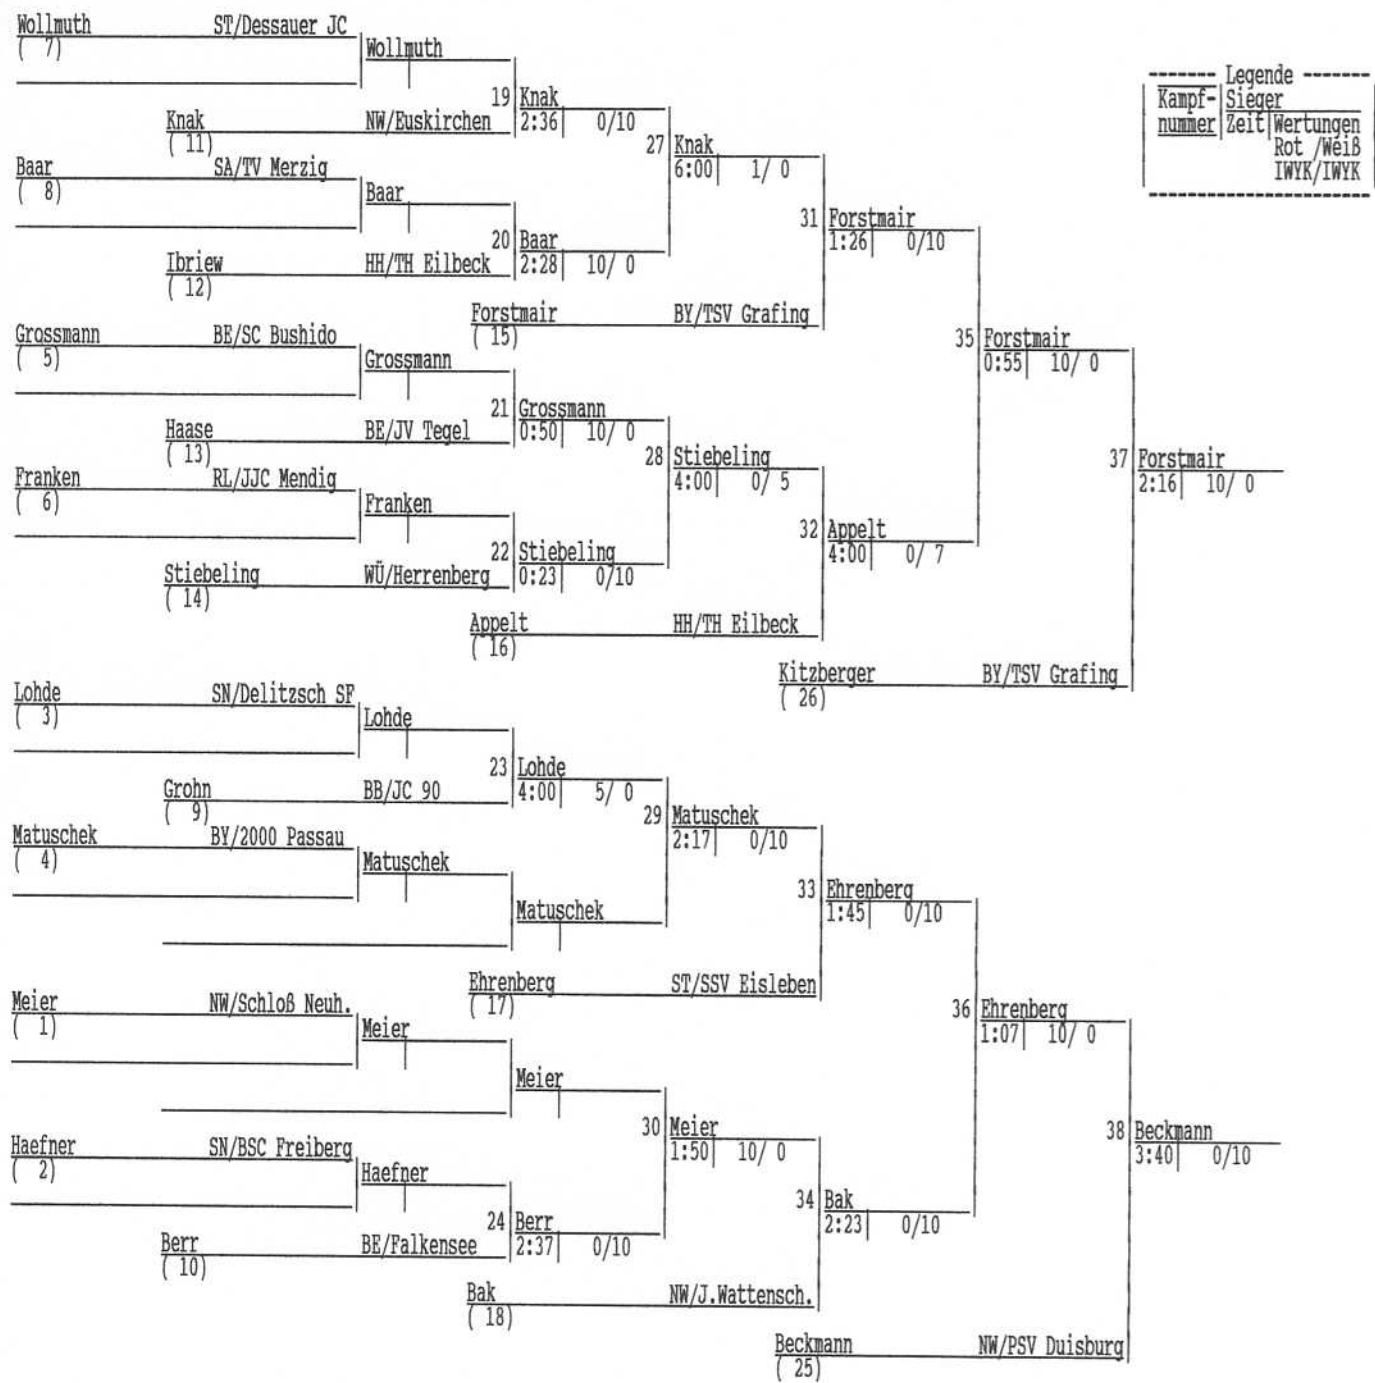 Wollmuth ST/Dessauer JC
( 7)
Wollmuth
------- Legende -------
Kampf- Sieger
nummer Zeit Wertungen
Rot /Weiß
IWYK/IWYK
19 Knak
2:36 0/10
Knak NW/Euskirchen
( 11)
27 Knak
6:00 1/ 0
Baar SA/TV Merzig
( 8)
Baar
31 Forstmair
1:26 0/10
20 Baar
2:28 10/ 0
Ibriew HH/TH Eilbeck
( 12)
Forstmair BY/TSV Grafing
( 15)
Grossmann BE/SC Bushido
( 5)
Grossmann
35 Forstmair
0:55 10/ 0
21 Grossmann
0:50 10/ 0
Haase BE/JV Tegel
( 13)
28 Stiebeling
4:00 0/ 5
37 Forstmair
2:16 10/ 0
Franken RL/JJC Mendig
( 6)
Franken
32 Appelt
4:00 0/ 7
22 Stiebeling
0:23 0/10
Stiebeling WÜ/Herrenberg
( 14)
Appelt HH/TH Eilbeck
( 16)
Kitzberger BY/TSV Grafing
( 26)
Lohde SN/Delitzsch SF
( 3)
Lohde
23 Lohde
4:00 5/ 0
Grohn BB/JC 90
( 9)
29 Matuschek
2:17 0/10
Matuschek BY/2000 Passau
( 4)
Matuschek
33 Ehrenberg
1:45 0/10
Matuschek
Ehrenberg ST/SSV Eisleben
( 17)
Meier NW/Schloß Neuh.
( 1)
Meier
36 Ehrenberg
1:07 10/ 0
Meier
30 Meier
1:50 10/ 0
38 Beckmann
3:40 0/10
Haefner SN/BSC Freiberg
( 2)
Haefner
34 Bak
2:23 0/10
24 Berr
2:37 0/10
Berr BE/Falkensee
( 10)
Bak NW/J.Wattensch.
( 18)
Beckmann NW/PSV Duisburg
( 25)